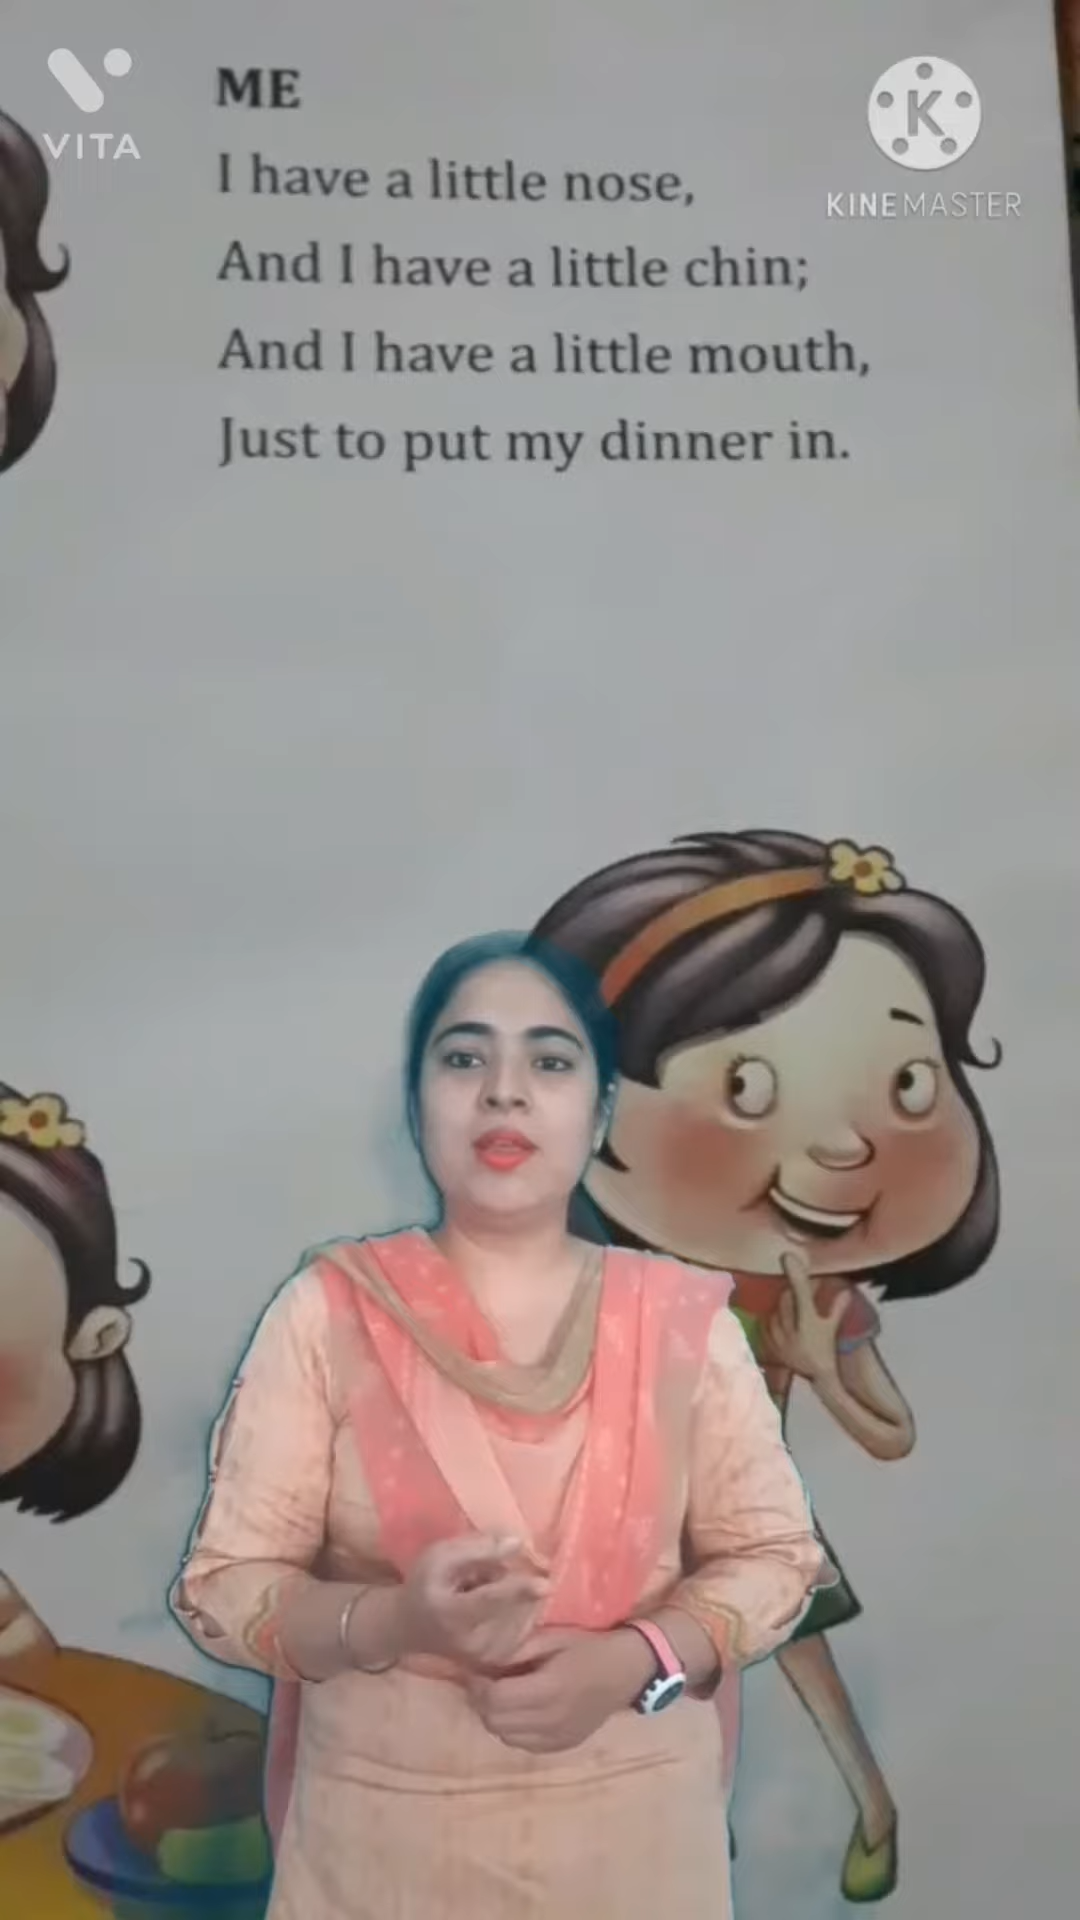 VITA
KINEMASTER
ME
I have a little nose,
And I have a little chin;
And I have a little mouth,
Just to put my dinner in.